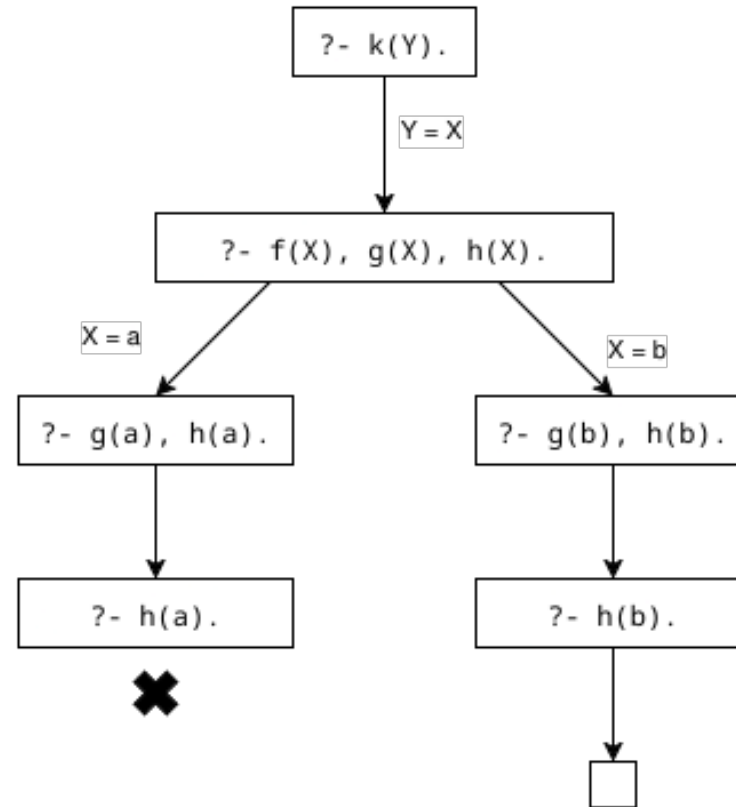 ?- k(Y).
Y = X
?- f(X), g(X), h(X).
X = a
X = b
?- g(a), h(a).
?- g(b), h(b).
?- h(a).
?- h(b).